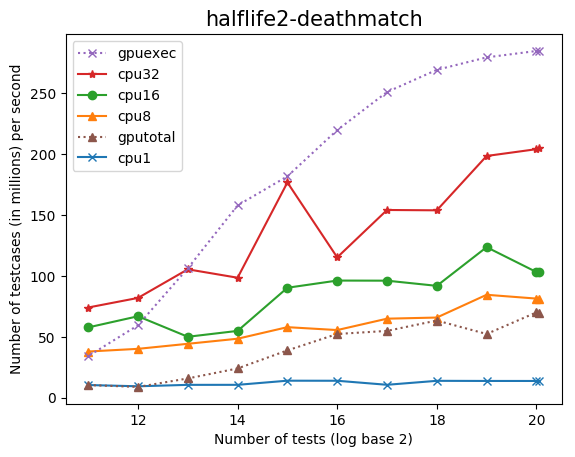 halflife2-deathmatch
gpuexec
cpu32
cpu16
cpu8
gputotal
cpu1
Number of testcases (in millions) per second
250
200
150
100
50
0
12 14 16 18 20
Number of tests (log base 2)